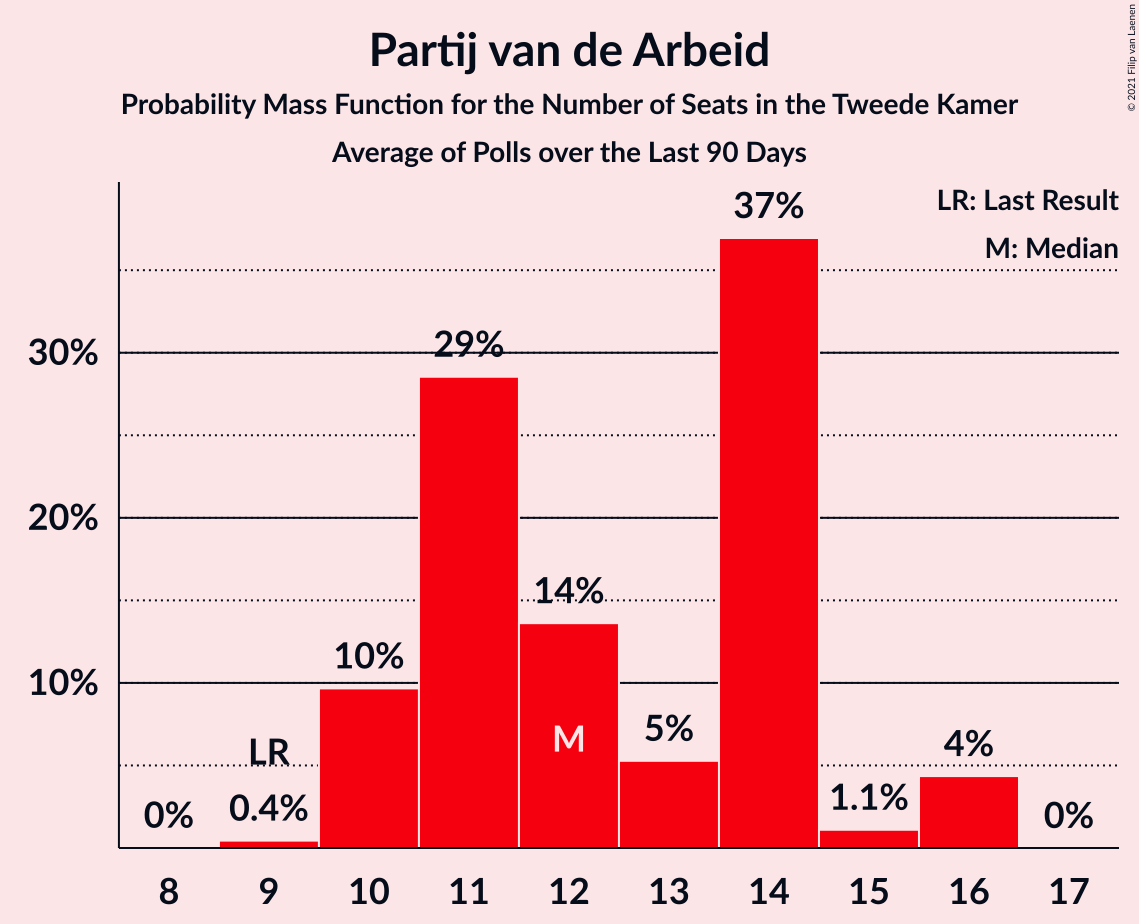 Partij van de Arbeid
Probability Mass Function for the Number of Seats in the Tweede Kamer
Average of Polls over the Last 90 Days
© 2021 Filip van Laenen
LR: Last Result
M: Median
37%
30%
29%
20%
14%
10%
10%
M
5%
LR
4%
0%
0.4%
1.1%
0%
8 9 10 11 12 13 14 15 16 17